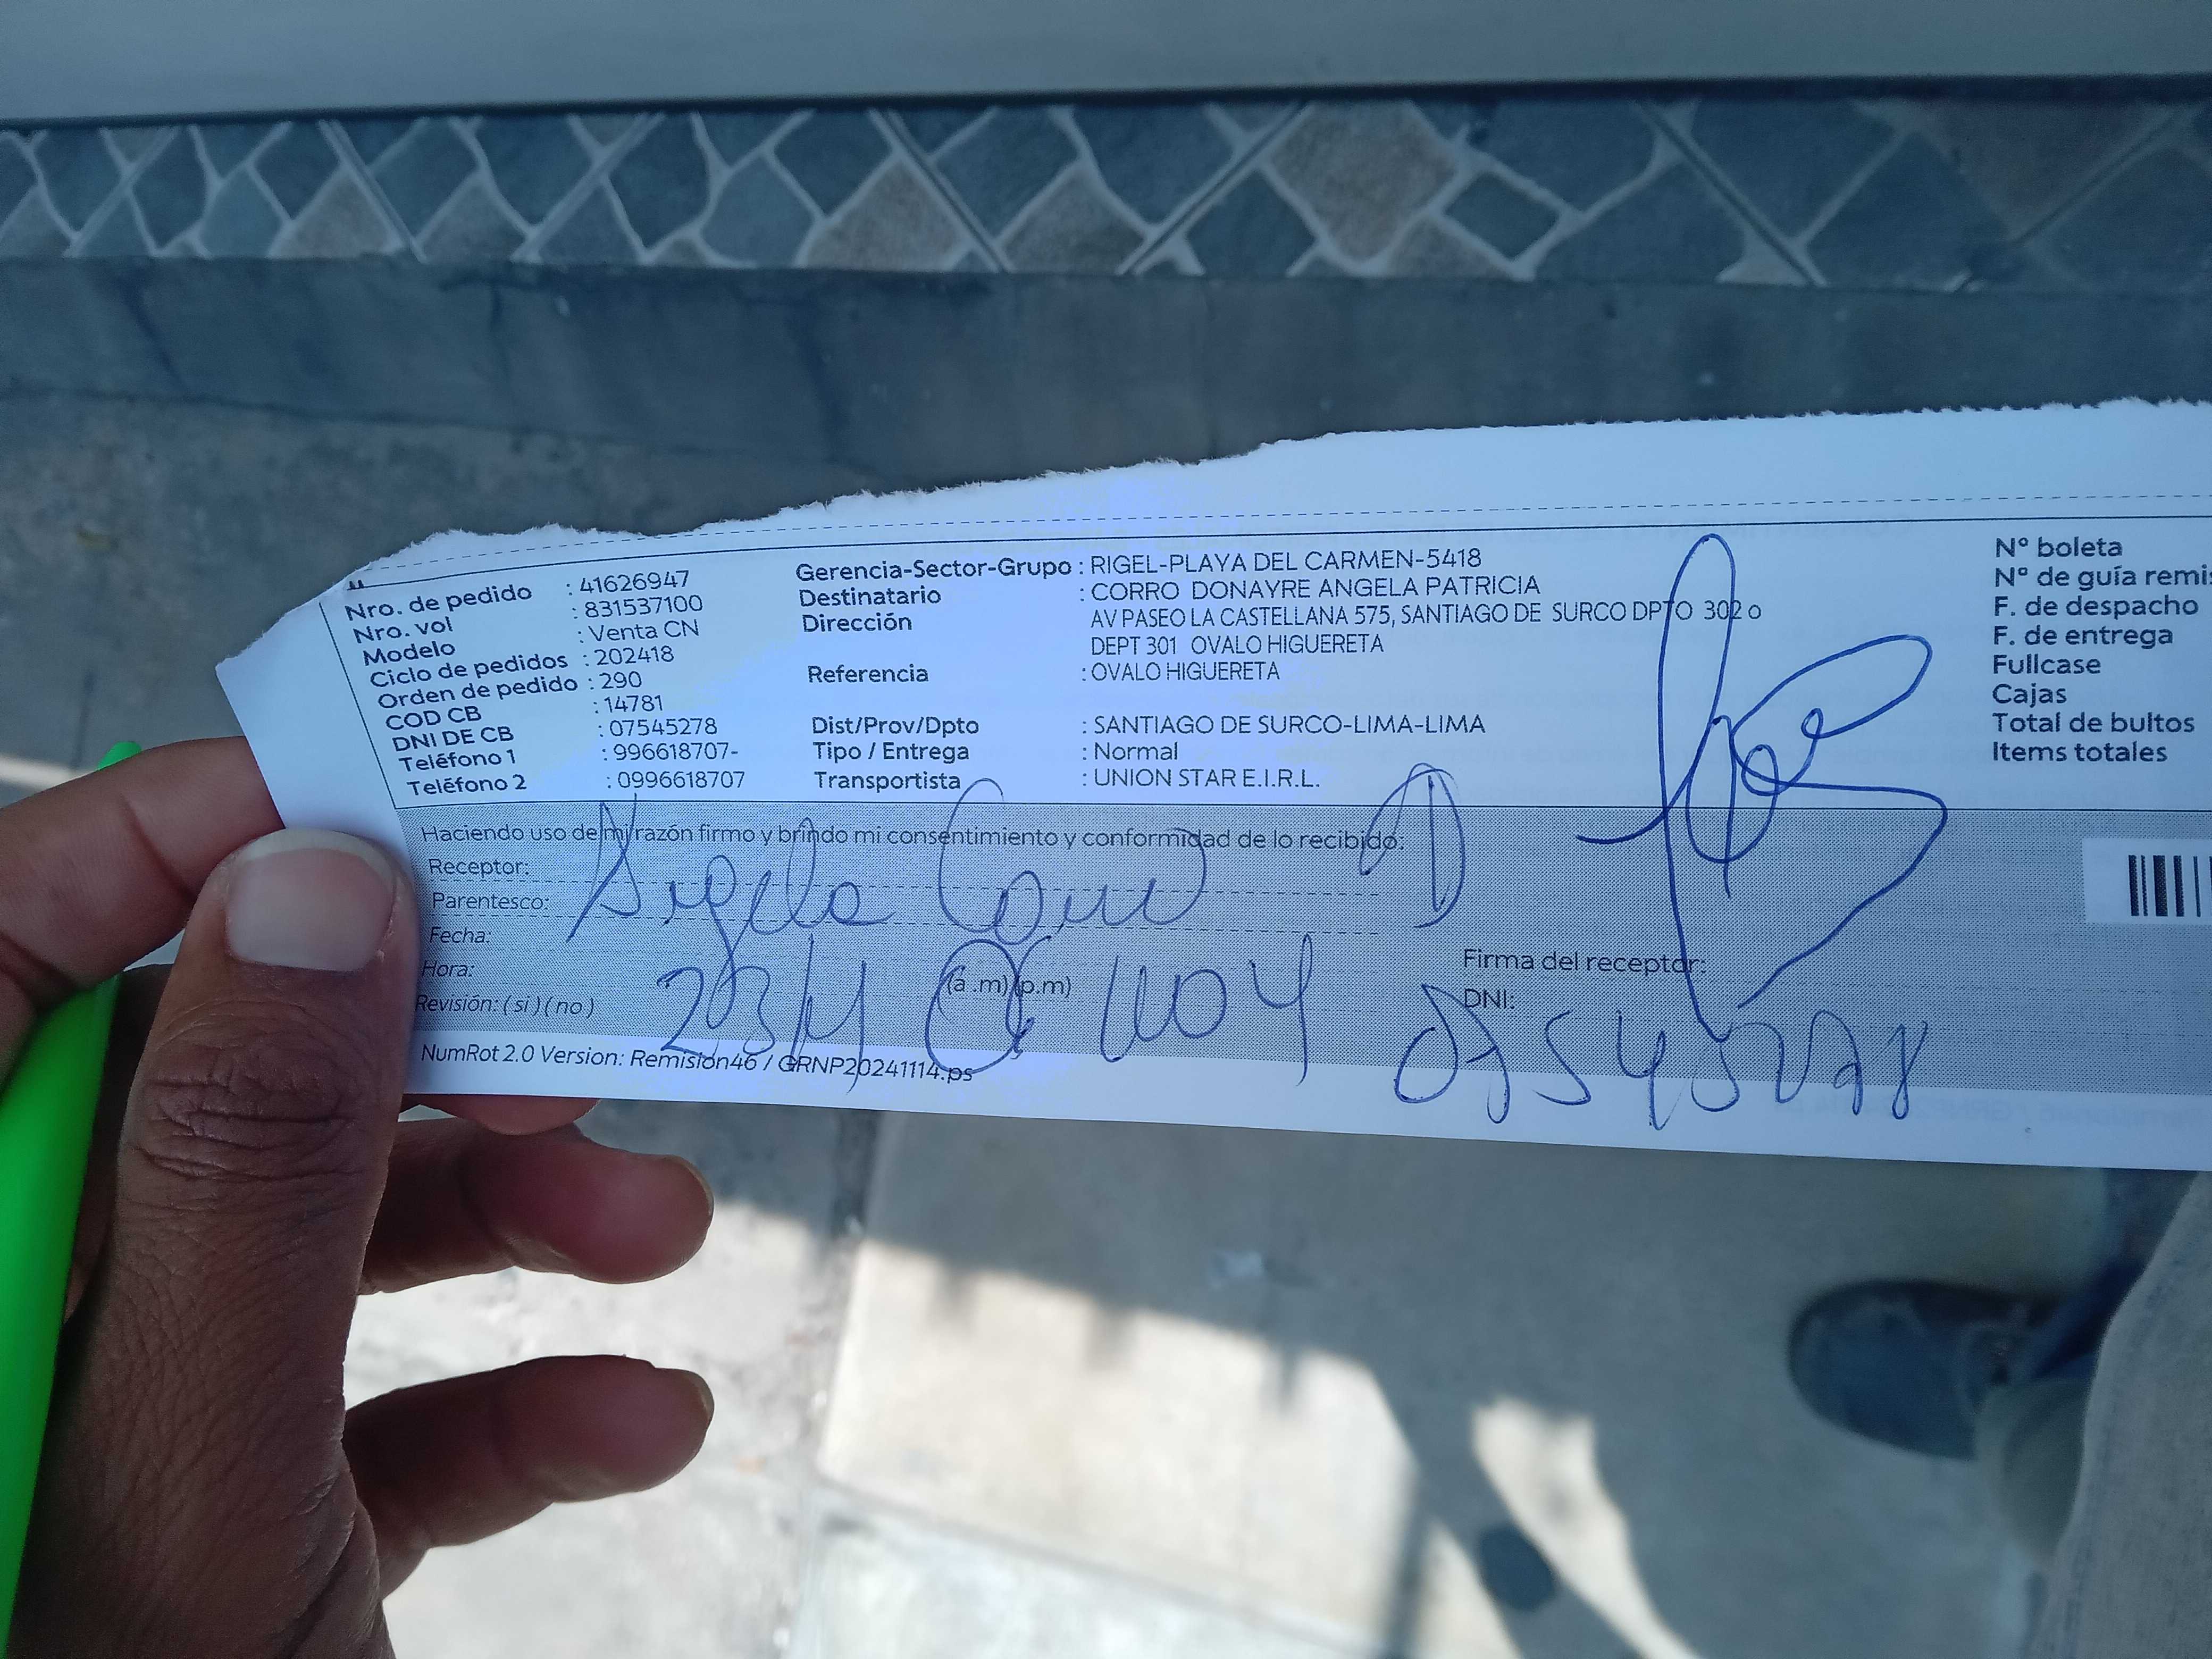 Nro. de pedido : 41626947
Nro. vol : 831537100
Modelo : Venta CN
Ciclo de pedidos : 202418
Orden de pedido : 290
COD CB : 14781
DNI DE CB : 07545278
Teléfono 1 : 996618707-
Teléfono 2 : 0996618707
Gerencia-Sector-Grupo : RIGEL-PLAYA DEL CARMEN-5418
Destinatario : CORRO DONAYRE ANGELA PATRICIA
Dirección AV PASEO LA CASTELLANA 575, SANTIAGO DE SURCO DPTO 302 o
DEPT 301 OVALO HIGUERETA
Referencia : OVALO HIGUERETA
Dist/Prov/Dpto : SANTIAGO DE SURCO-LIMA-LIMA
Tipo / Entrega : Normal
Transportista : UNION STAR E.I.R.L.
Nº boleta
Nº de guía remis
F. de despacho
F. de entrega
Fullcase
Cajas
Total de bultos
Items totales
Haciendo uso de mi razón firmo y brindo mi consentimiento y conformidad de lo recibido:
Receptor:
Parentesco: Angela Corro D
Fecha:
Hora: (a .m) (p.m)
Revisión: ( si ) ( no )
Firma del receptor:
DNI:
07545278
NumRot 2.0 Version: Remision46 / GRNP20241114.ps